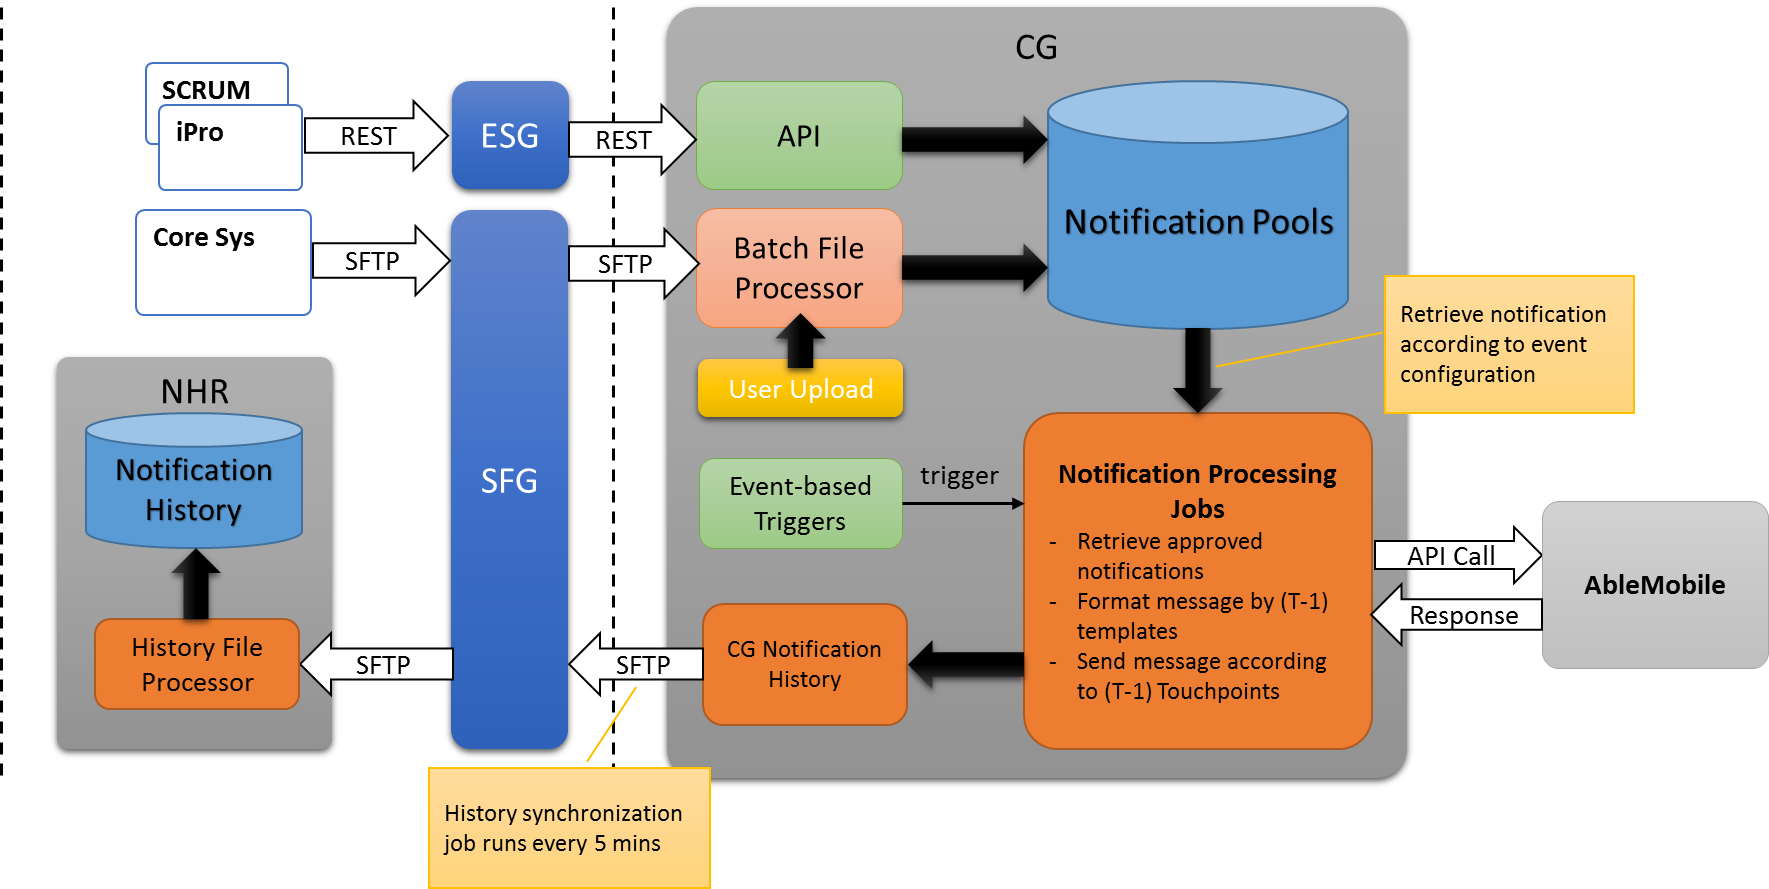 CG
SCRUM
iPro
REST
ESG
REST
API
Notification Pools
Core Sys
SFTP
SFTP
Batch File
Processor
User Upload
Retrieve notification
according to event
configuration
NHR
Notification
History
SFG
Event-based
Triggers
trigger
Notification Processing
Jobs
- Retrieve approved
notifications
- Format message by (T-1)
templates
- Send message according
to (T-1) Touchpoints
API Call
Response
AbleMobile
History File
Processor
SFTP
SFTP
CG Notification
History
History synchronization
job runs every 5 mins